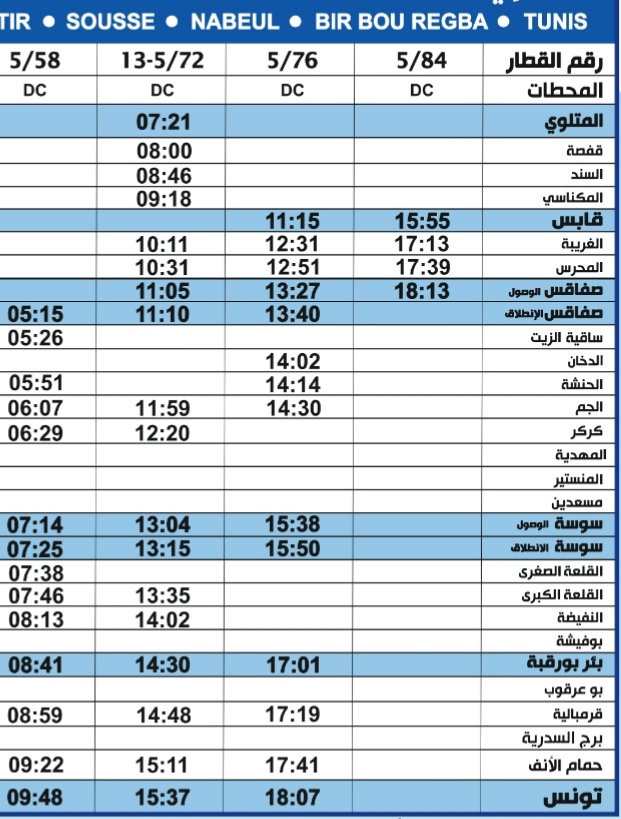 TIR • SOUSSE • NABEUL • BIR BOU REGBA • TUNIS
رقم القطار 5/84 5/76 13-5/72 5/58
المحطات DC DC DC DC
المتلوي 07:21
قفصة 08:00
السند 08:46
المكناسي 09:18
قابس 15:55 11:15
الغريبة 17:13 12:31 10:11
المحرس 17:39 12:51 10:31
صفاقس الوصول 18:13 13:27 11:05
صفاقس الإنطلاق 13:40 11:10 05:15
ساقية الزيت 05:26
الدخان 14:02
الحنشة 14:14 05:51
الجم 14:30 11:59 06:07
كركر 12:20 06:29
المهدية
المنستير
مسعدين
سوسة الوصول 15:38 13:04 07:14
سوسة الانطلاق 15:50 13:15 07:25
القلعة الصغرى 07:38
القلعة الكبرى 13:35 07:46
النفيضة 14:02 08:13
بوفيشة
بئر بورقبة 17:01 14:30 08:41
بو عرقوب
قرمبالية 17:19 14:48 08:59
برج السدرية
حمام الأنف 17:41 15:11 09:22
تونس 18:07 15:37 09:48